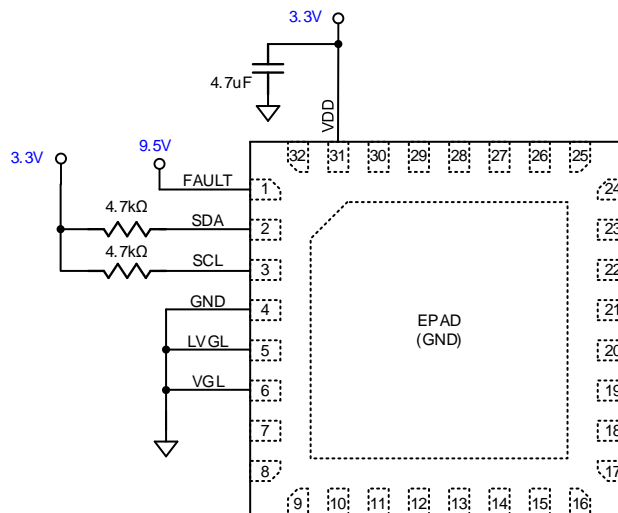 3.3V
4.7uF
VDD
9.5V
3.3V
32 31 30 29 28 27 26 25
FAULT 1 24
4.7kΩ SDA 2 23
4.7kΩ SCL 3 22
GND 4 21
EPAD
(GND)
LVGL 5 20
VGL 6 19
7 18
8 17
9 10 11 12 13 14 15 16